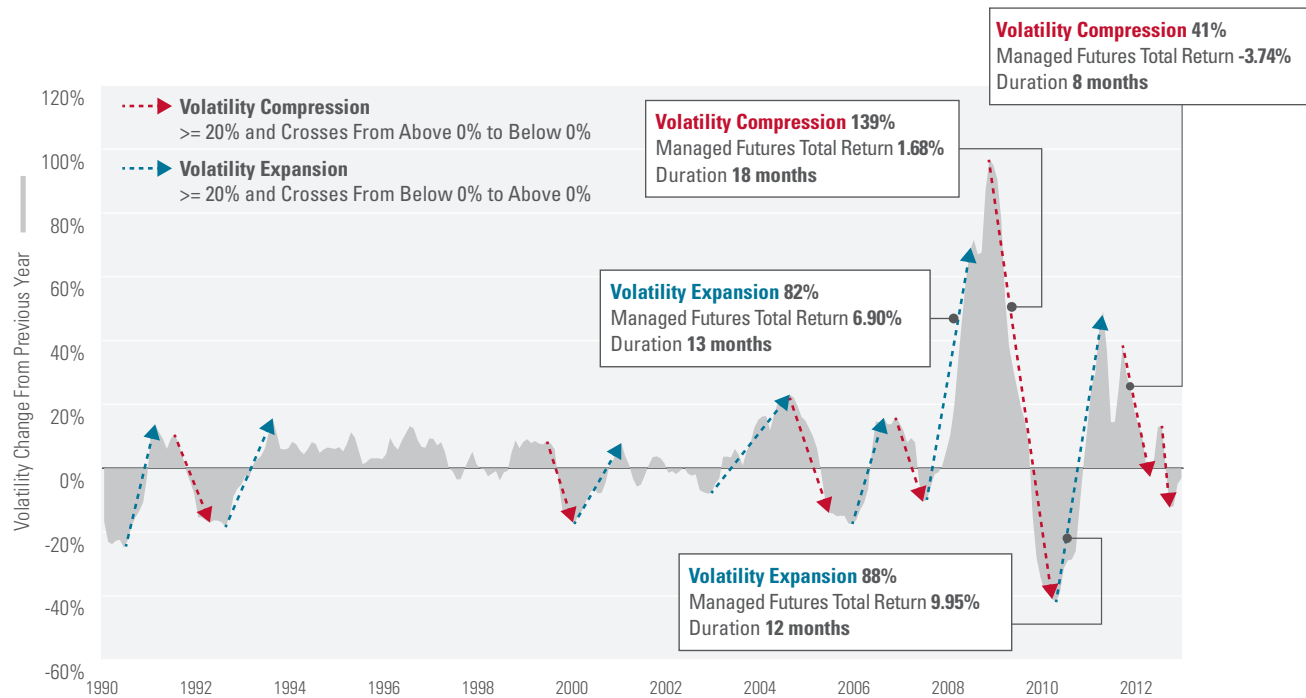 Volatility Compression 41%
Managed Futures Total Return -3.74%
Duration 8 months
Volatility Compression
>= 20% and Crosses From Above 0% to Below 0%
Volatility Expansion
>= 20% and Crosses From Below 0% to Above 0%
Volatility Compression 139%
Managed Futures Total Return 1.68%
Duration 18 months
Volatility Expansion 82%
Managed Futures Total Return 6.90%
Duration 13 months
Volatility Expansion 88%
Managed Futures Total Return 9.95%
Duration 12 months
Volatility Change From Previous Year
120%
100%
80%
60%
40%
20%
0%
-20%
-40%
-60%
1990 1992 1994 1996 1998 2000 2002 2004 2006 2008 2010 2012